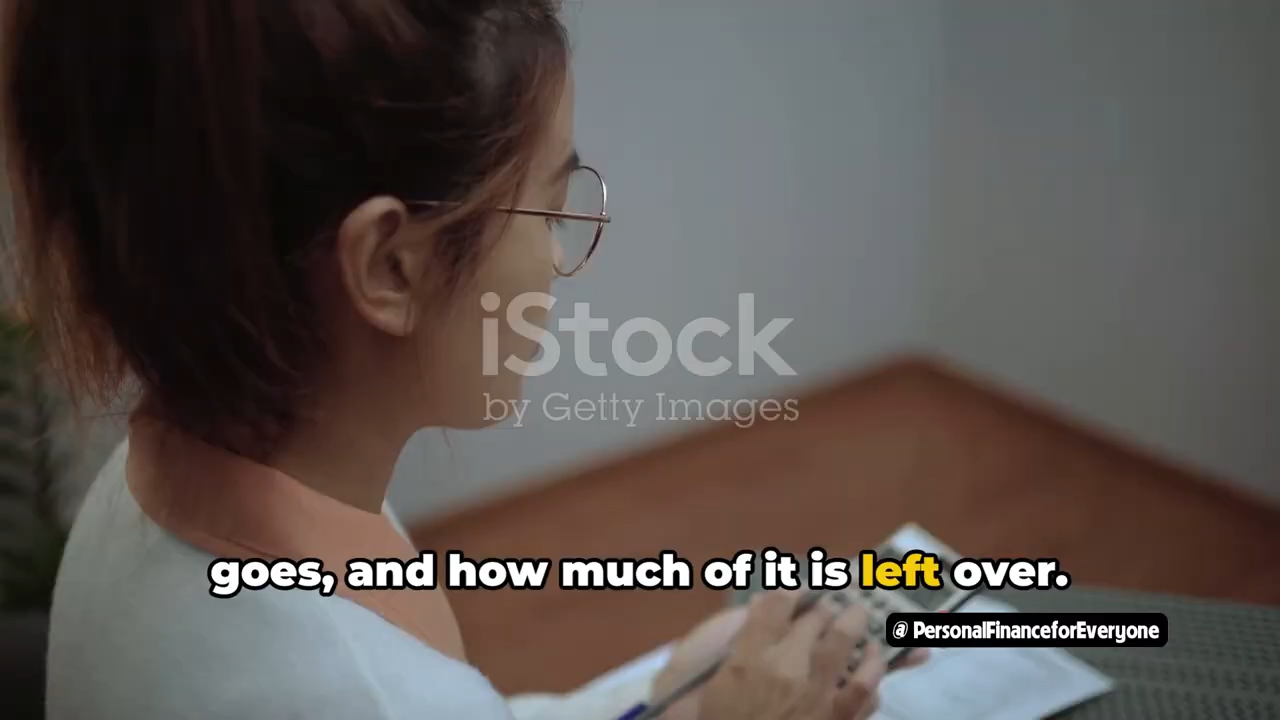 iStock
by Getty Images
goes, and how much of it is left over.
@ PersonalFinanceforEveryone